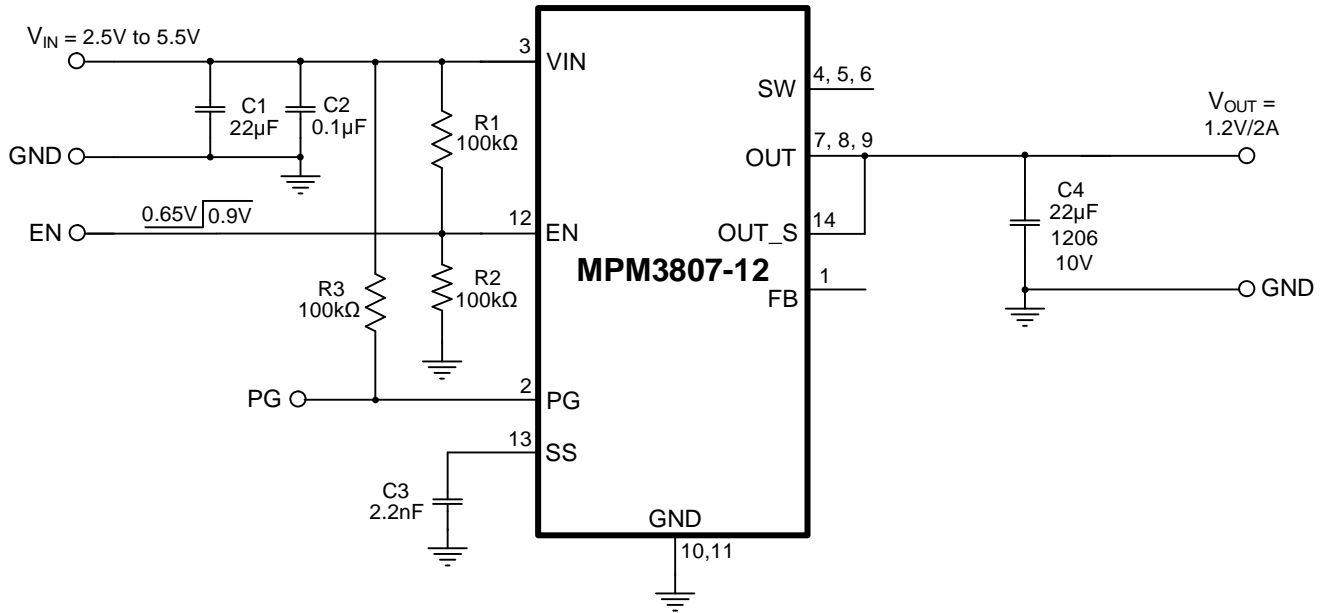 V_IN = 2.5V to 5.5V
3
VIN
C1
22µF
C2
0.1µF
R1
100kΩ
GND
SW
4, 5, 6
V_OUT =
1.2V/2A
OUT
7, 8, 9
C4
22µF
1206
10V
EN
0.65V
0.9V
12
EN
OUT_S
14
MPM3807-12
R3
100kΩ
R2
100kΩ
FB
1
GND
PG
2
PG
13
SS
C3
2.2nF
GND
10,11